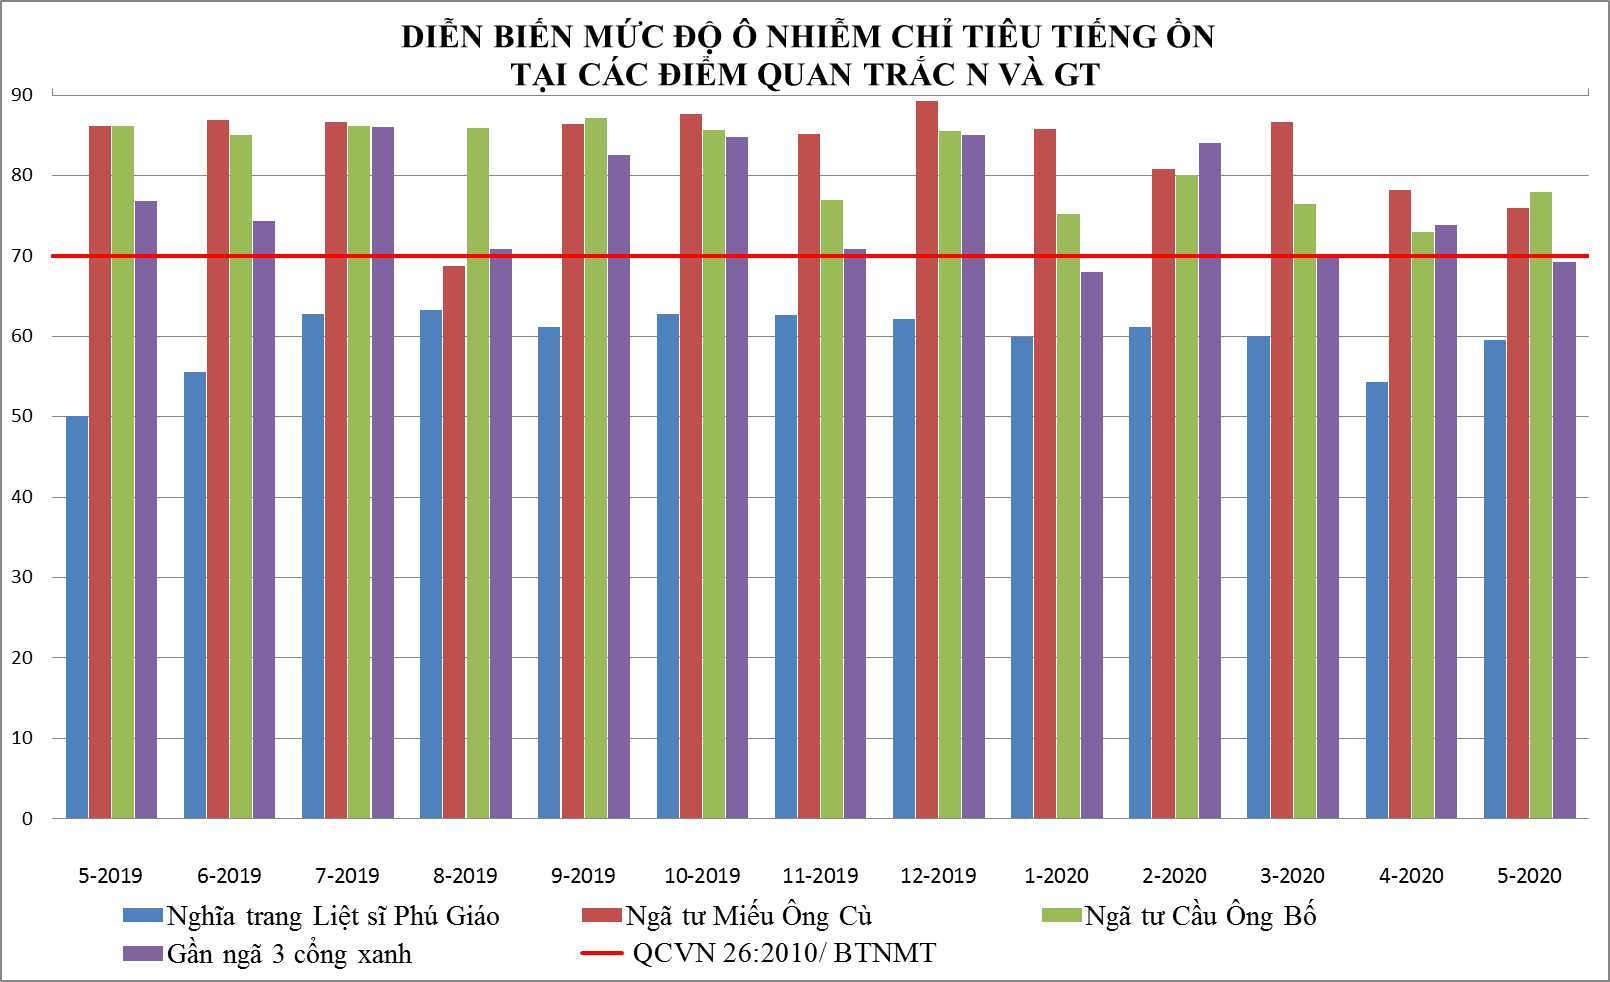 DIỄN BIẾN MỨC ĐỘ Ô NHIỄM CHỈ TIÊU TIẾNG ỒN
TẠI CÁC ĐIỂM QUAN TRẮC N VÀ GT
90
80
70
60
50
40
30
20
10
0
5-2019 6-2019 7-2019 8-2019 9-2019 10-2019 11-2019 12-2019 1-2020 2-2020 3-2020 4-2020 5-2020
Nghĩa trang Liệt sĩ Phú Giáo Ngã tư Miếu Ông Cù Ngã tư Cầu Ông Bố
Gần ngã 3 cổng xanh QCVN 26:2010/ BTNMT